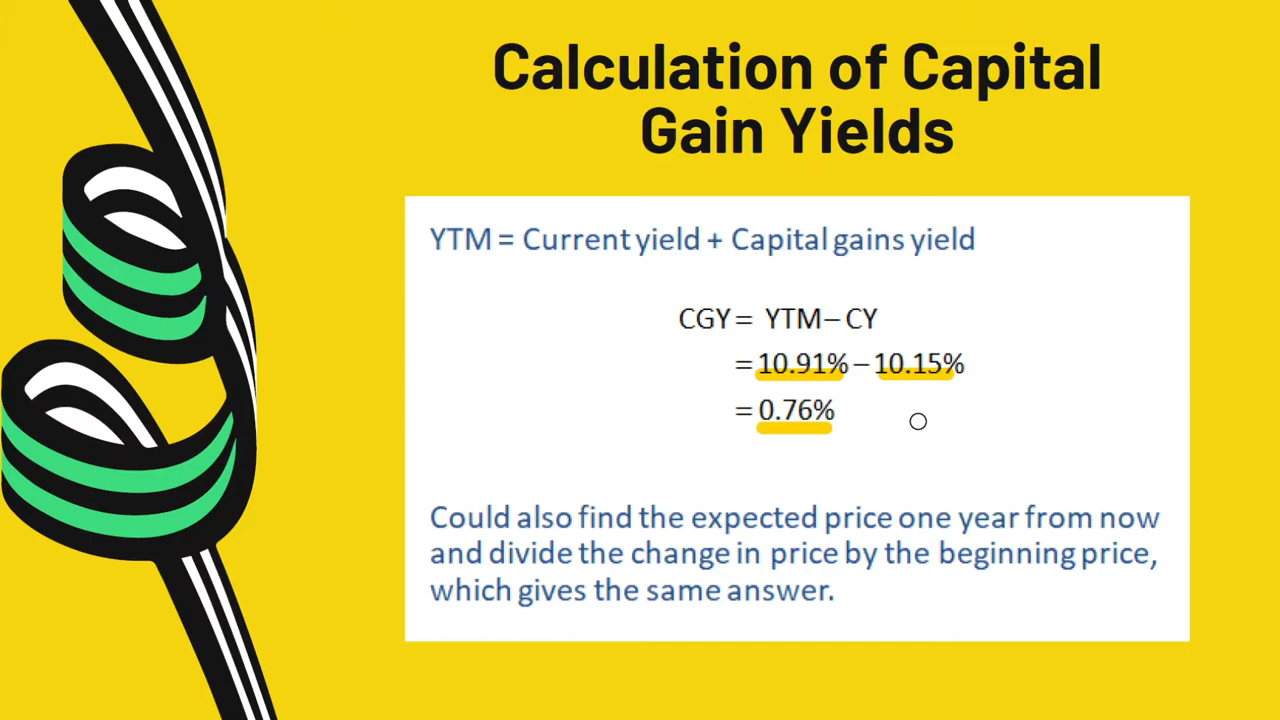 Calculation of Capital
Gain Yields
YTM = Current yield + Capital gains yield
CGY = YTM – CY
= 10.91% – 10.15%
= 0.76%
Could also find the expected price one year from now
and divide the change in price by the beginning price,
which gives the same answer.